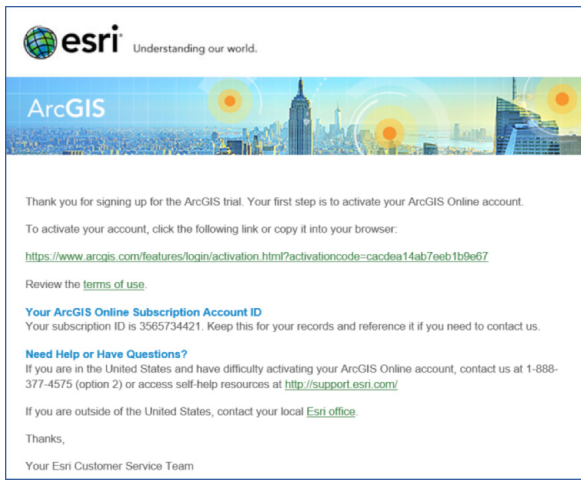 esri Understanding our world.
ArcGIS
Thank you for signing up for the ArcGIS trial. Your first step is to activate your ArcGIS Online account.
To activate your account, click the following link or copy it into your browser:
https://www.arcgis.com/features/login/activation.html?activationcode=cacdea14ab7eeb1b9e67
Review the terms of use.
Your ArcGIS Online Subscription Account ID
Your subscription ID is 3565734421. Keep this for your records and reference it if you need to contact us.
Need Help or Have Questions?
If you are in the United States and have difficulty activating your ArcGIS Online account, contact us at 1-888-
377-4575 (option 2) or access self-help resources at http://support.esri.com/
If you are outside of the United States, contact your local Esri office.
Thanks,
Your Esri Customer Service Team